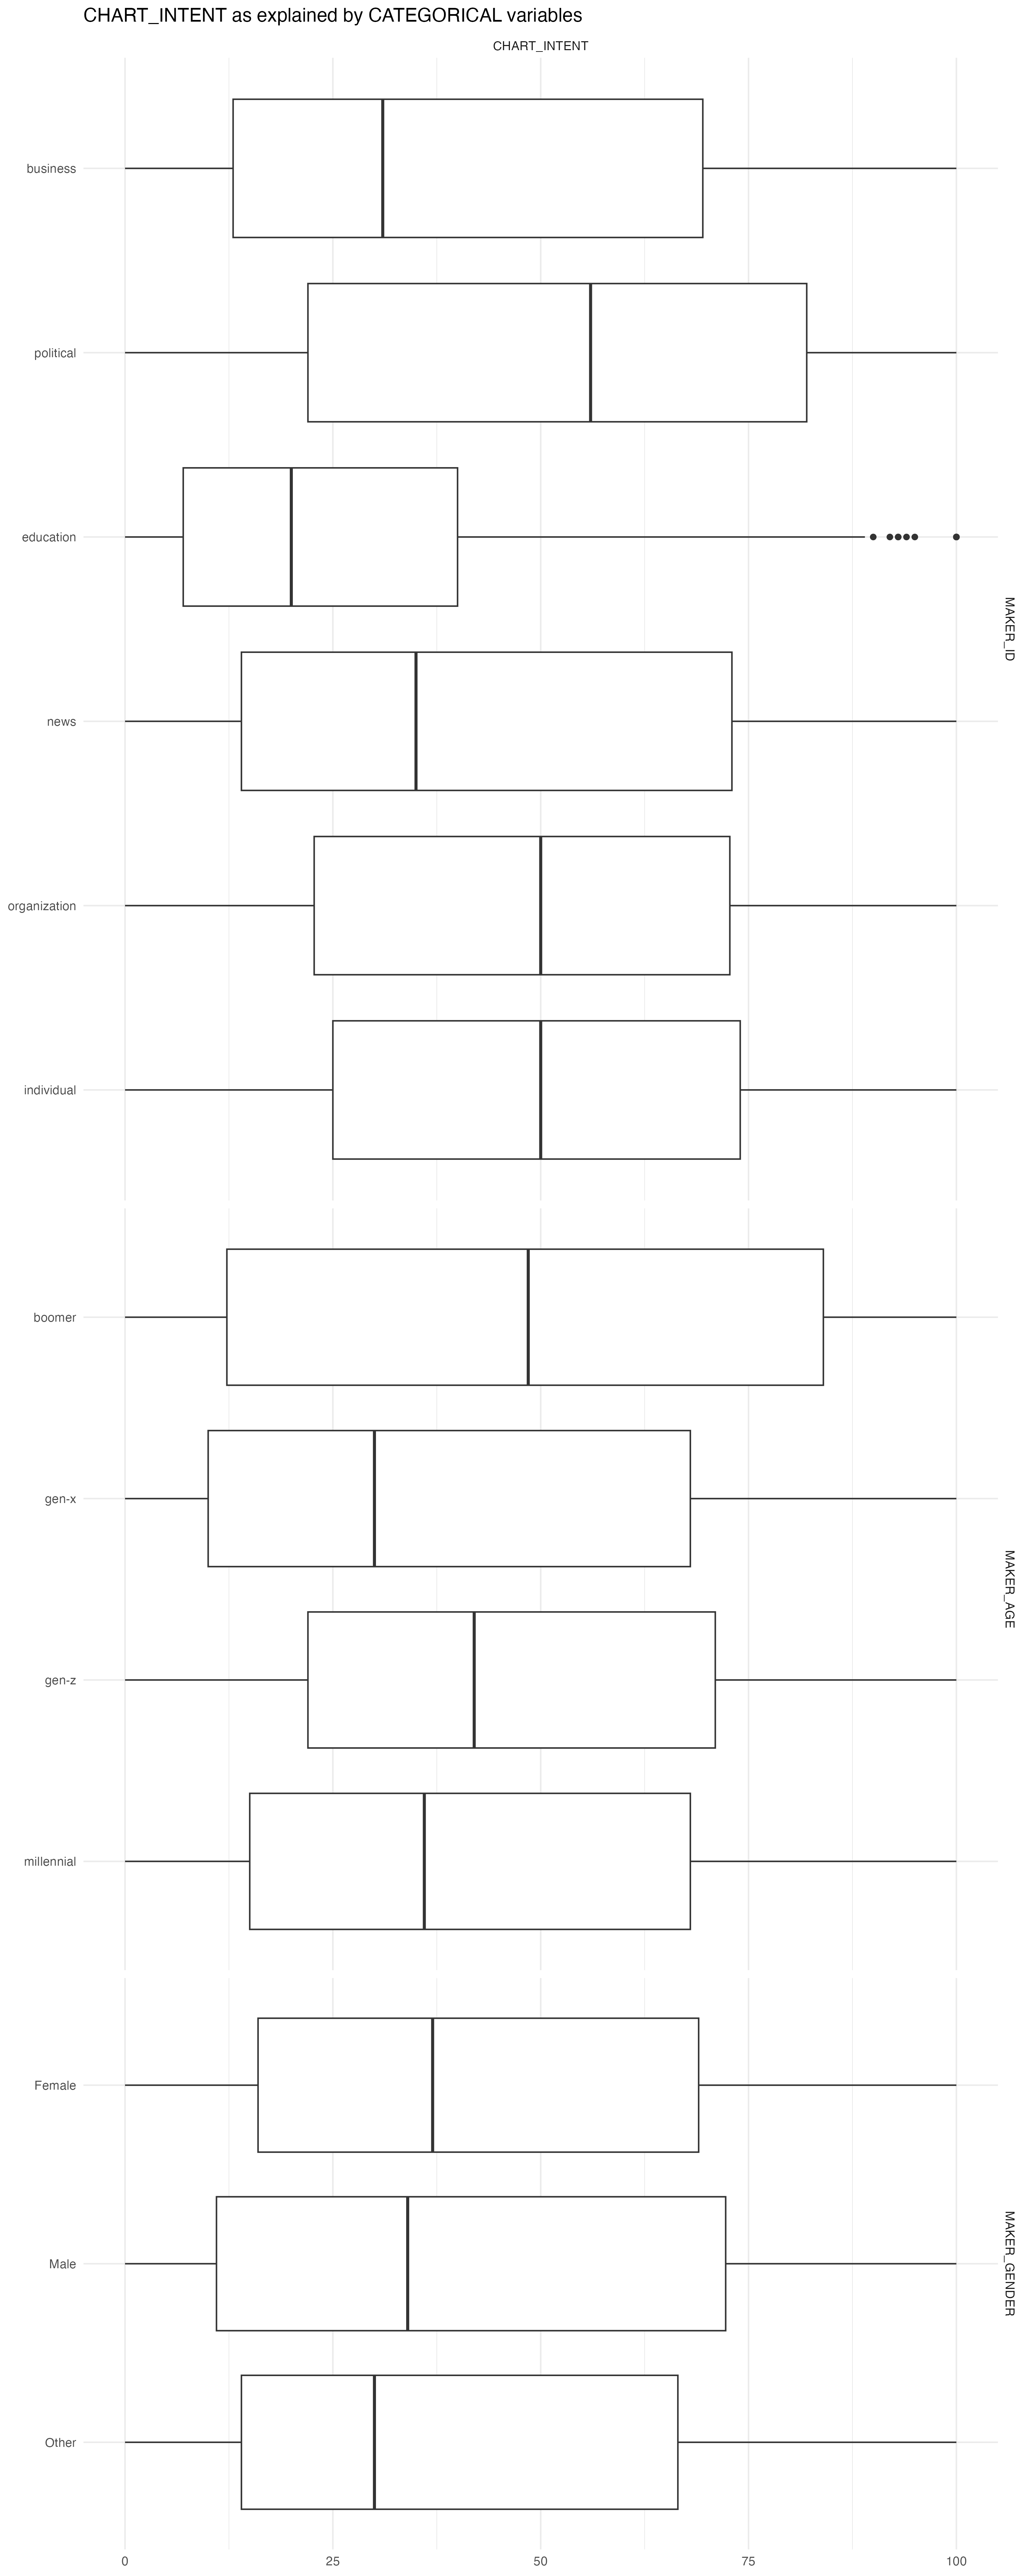 CHART_INTENT as explained by CATEGORICAL variables
CHART_INTENT
business
political
education
news
organization
individual
MAKER_ID
boomer
gen-x
gen-z
millennial
MAKER_AGE
Female
Male
Other
MAKER_GENDER
0 25 50 75 100